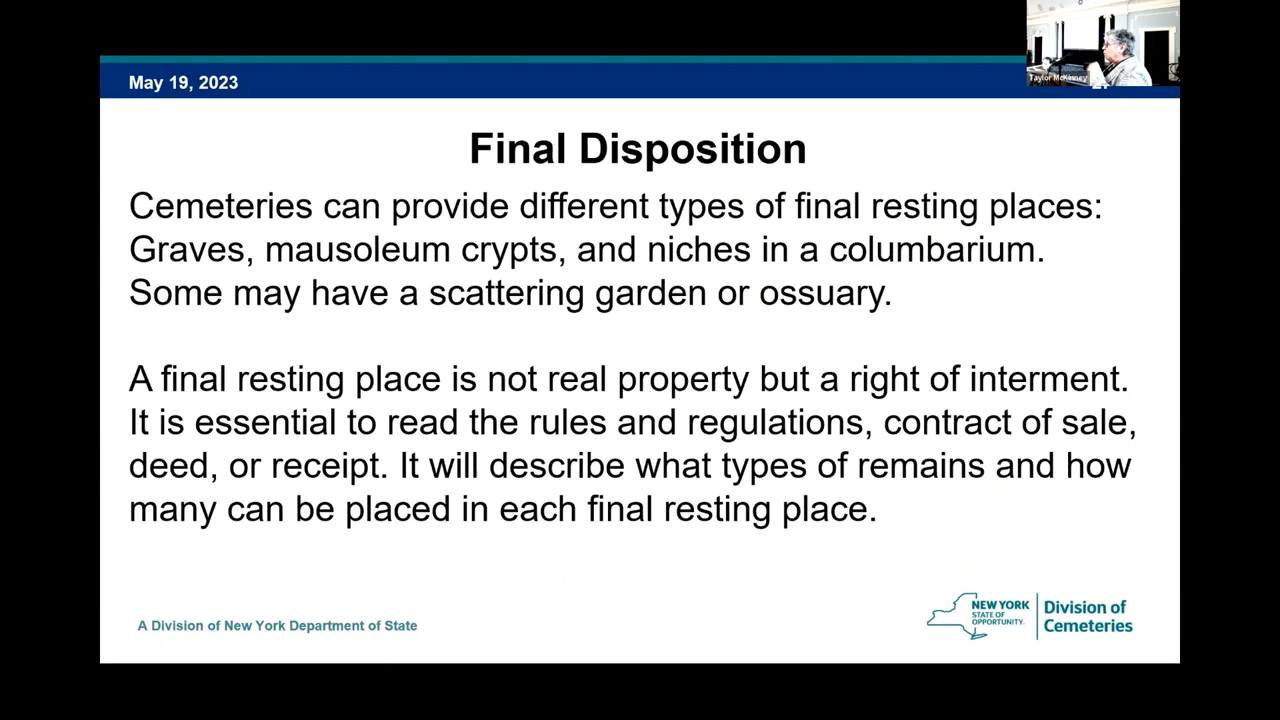 May 19, 2023
Taylor McKinney
Final Disposition
Cemeteries can provide different types of final resting places:
Graves, mausoleum crypts, and niches in a columbarium.
Some may have a scattering garden or ossuary.
A final resting place is not real property but a right of interment.
It is essential to read the rules and regulations, contract of sale,
deed, or receipt. It will describe what types of remains and how
many can be placed in each final resting place.
A Division of New York Department of State
NEW YORK
STATE OF
OPPORTUNITY.
Division of
Cemeteries